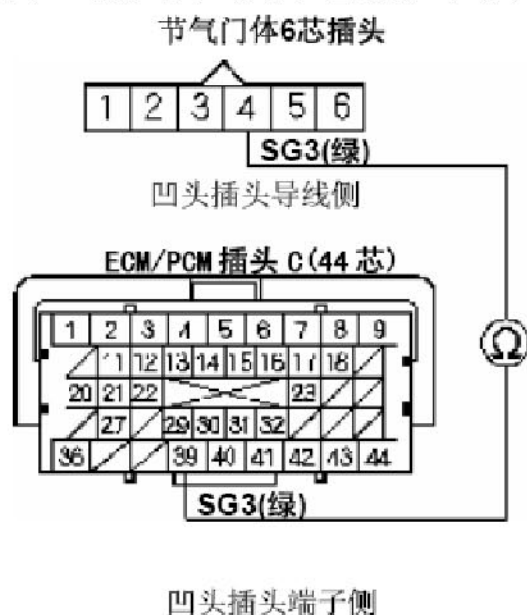 节气门体6芯插头
1 2 3 4 5 6
SG3(绿)
凹头插头导线侧
ECM/PCM 插头 C(44 芯)
1 2 3 4 5 6 7 8 9
11 12 13 14 15 16 17 18
Ω
20 21 22 23
27 29 30 31 32
36 39 40 41 42 43 44
SG3(绿)
凹头插头端子侧